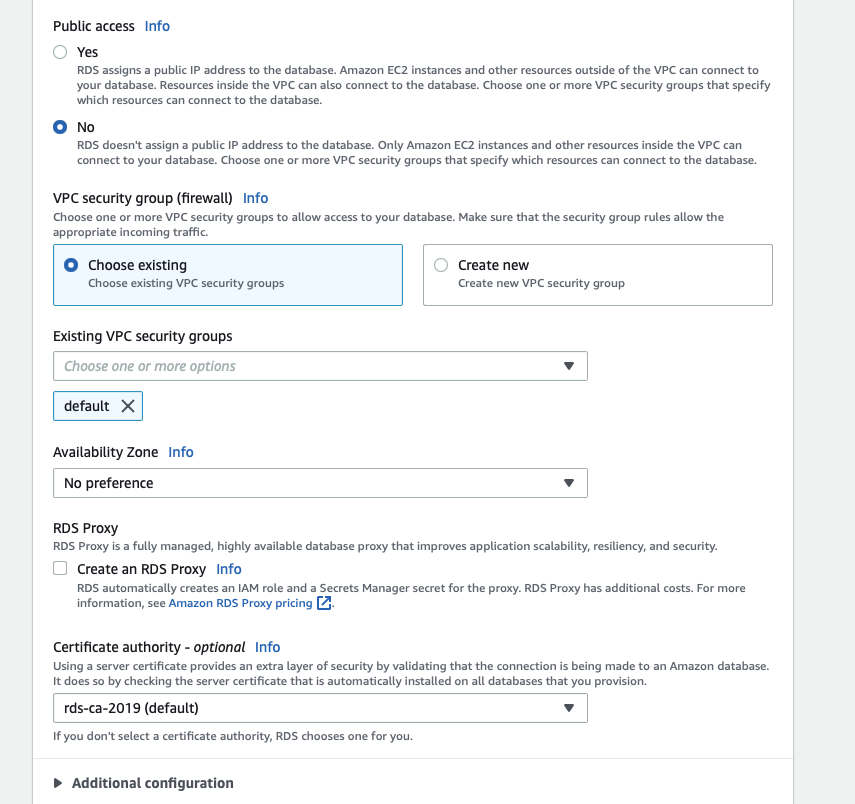 Public access Info
Yes
RDS assigns a public IP address to the database. Amazon EC2 instances and other resources outside of the VPC can connect to
your database. Resources inside the VPC can also connect to the database. Choose one or more VPC security groups that specify
which resources can connect to the database.
No
RDS doesn't assign a public IP address to the database. Only Amazon EC2 instances and other resources inside the VPC can
connect to your database. Choose one or more VPC security groups that specify which resources can connect to the database.
VPC security group (firewall) Info
Choose one or more VPC security groups to allow access to your database. Make sure that the security group rules allow the
appropriate incoming traffic.
Choose existing
Choose existing VPC security groups
Create new
Create new VPC security group
Existing VPC security groups
Choose one or more options
default
Availability Zone Info
No preference
RDS Proxy
RDS Proxy is a fully managed, highly available database proxy that improves application scalability, resiliency, and security.
Create an RDS Proxy Info
RDS automatically creates an IAM role and a Secrets Manager secret for the proxy. RDS Proxy has additional costs. For more
information, see Amazon RDS Proxy pricing.
Certificate authority - optional Info
Using a server certificate provides an extra layer of security by validating that the connection is being made to an Amazon database.
It does so by checking the server certificate that is automatically installed on all databases that you provision.
rds-ca-2019 (default)
If you don't select a certificate authority, RDS chooses one for you.
Additional configuration